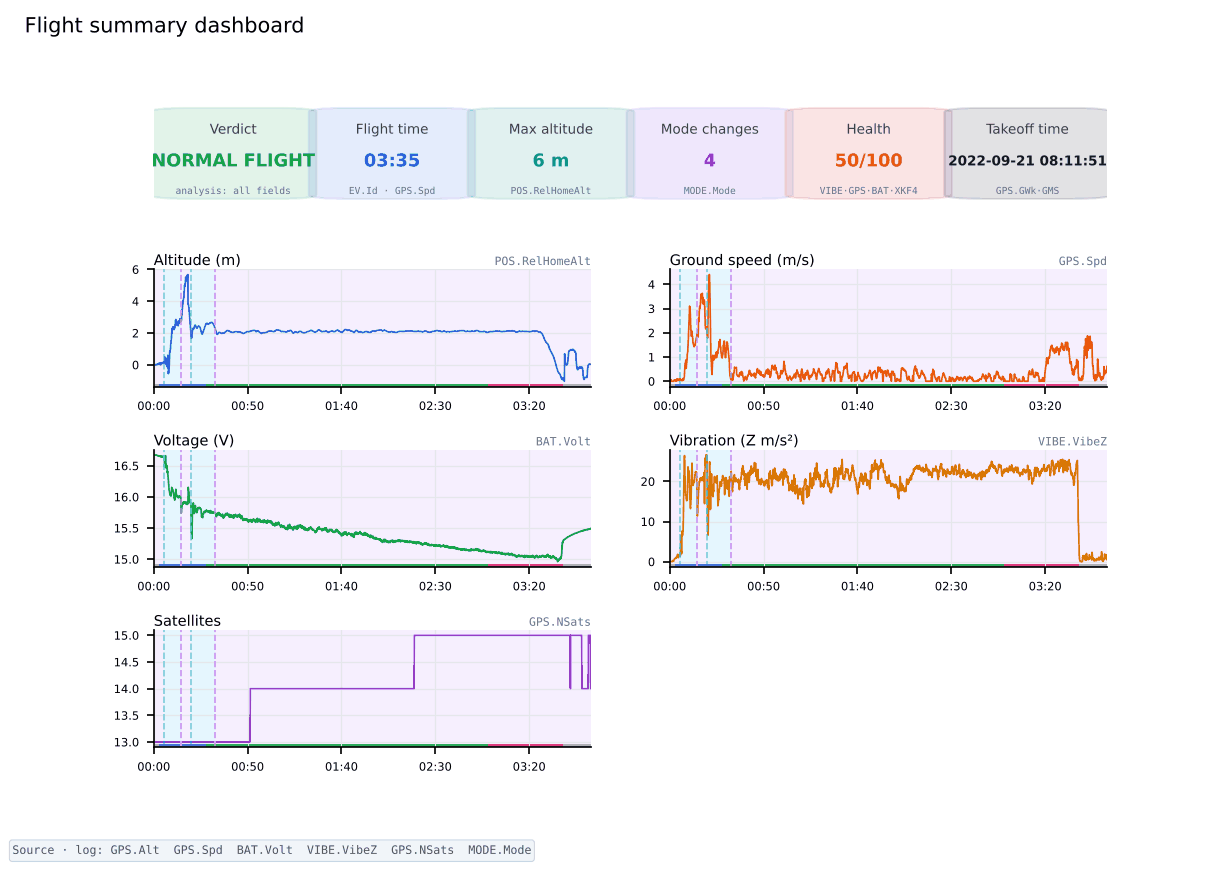 Flight summary dashboard
Verdict
NORMAL FLIGHT
analysis: all fields
Flight time
03:35
EV.Id · GPS.Spd
Max altitude
6 m
POS.RelHomeAlt
Mode changes
4
MODE.Mode
Health
50/100
VIBE·GPS·BAT·XKF4
Takeoff time
2022-09-21 08:11:51
GPS.GWk·GMS
Altitude (m) POS.RelHomeAlt
6
4
2
0
00:00 00:50 01:40 02:30 03:20
Ground speed (m/s) GPS.Spd
4
3
2
1
0
00:00 00:50 01:40 02:30 03:20
Voltage (V) BAT.Volt
16.5
16.0
15.5
15.0
00:00 00:50 01:40 02:30 03:20
Vibration (Z m/s²) VIBE.VibeZ
20
10
0
00:00 00:50 01:40 02:30 03:20
Satellites GPS.NSats
15.0
14.5
14.0
13.5
13.0
00:00 00:50 01:40 02:30 03:20
Source · log: GPS.Alt GPS.Spd BAT.Volt VIBE.VibeZ GPS.NSats MODE.Mode